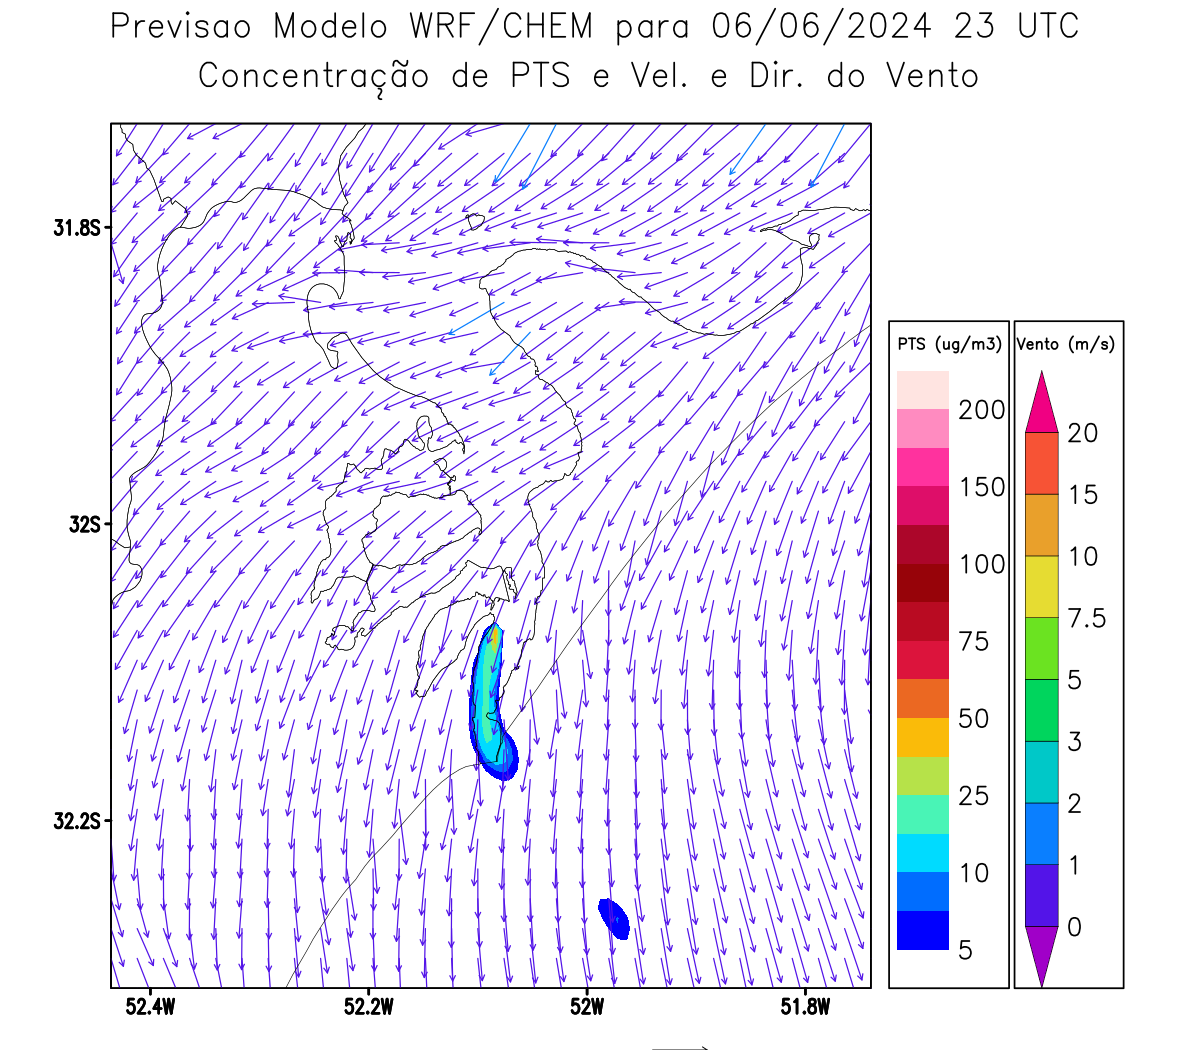 Previsao Modelo WRF/CHEM para 06/06/2024 23 UTC
Concentração de PTS e Vel. e Dir. do Vento
31.8S
32S
32.2S
52.4W
52.2W
52W
51.8W
PTS (ug/m3)
200
150
100
75
50
25
10
5
Vento (m/s)
20
15
10
7.5
5
3
2
1
0